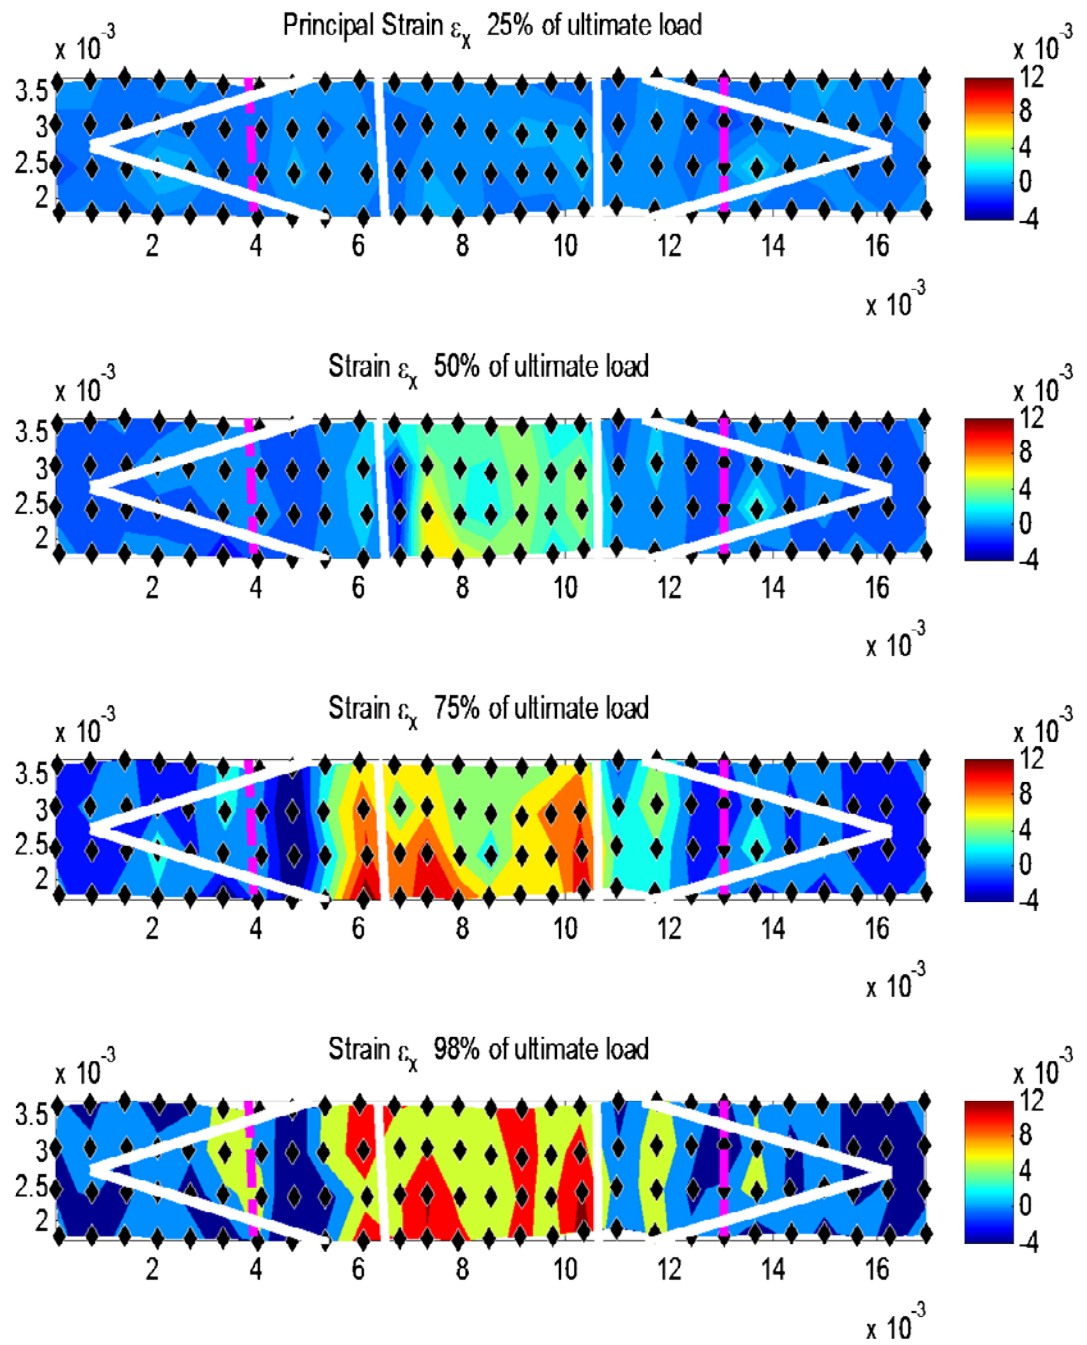 Principal Strain εx 25% of ultimate load
x 10-3 x 10-3
3.5 3 2.5 2
12 8 4 0 -4
2 4 6 8 10 12 14 16
x 10-3
Strain εx 50% of ultimate load
x 10-3 x 10-3
3.5 3 2.5 2
12 8 4 0 -4
2 4 6 8 10 12 14 16
x 10-3
Strain εx 75% of ultimate load
x 10-3 x 10-3
3.5 3 2.5 2
12 8 4 0 -4
2 4 6 8 10 12 14 16
x 10-3
Strain εx 98% of ultimate load
x 10-3 x 10-3
3.5 3 2.5 2
12 8 4 0 -4
2 4 6 8 10 12 14 16
x 10-3